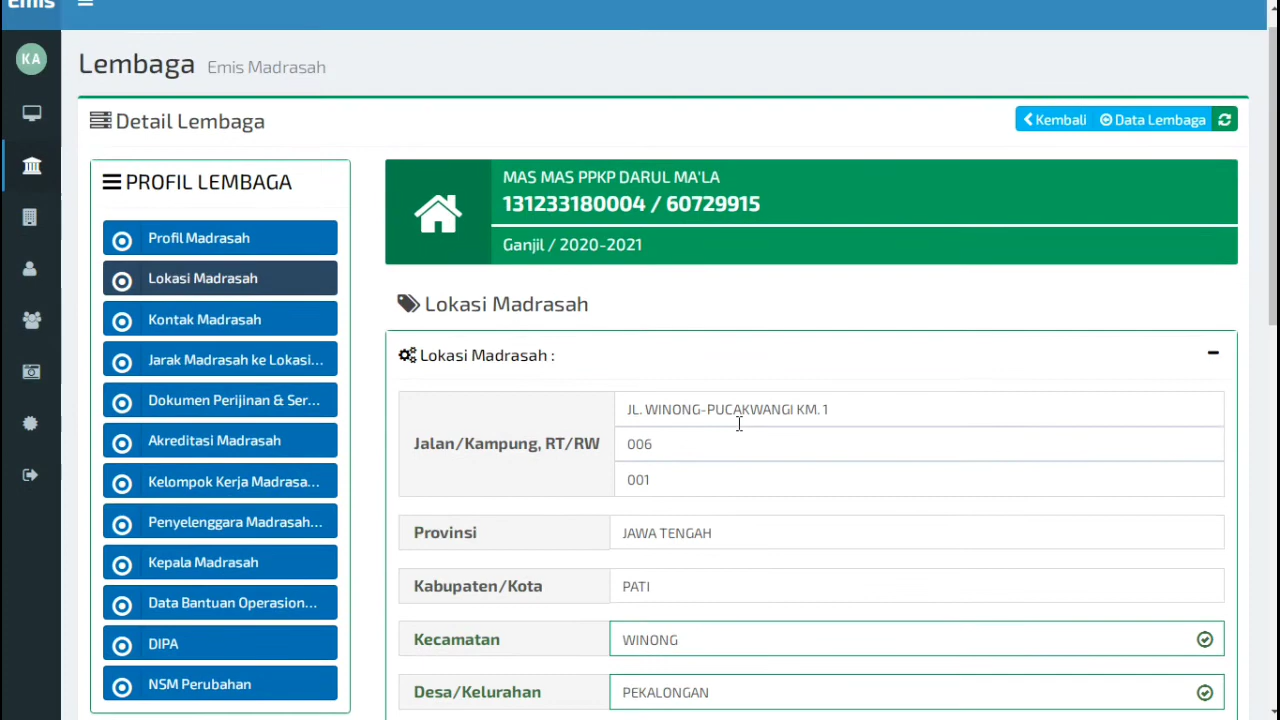 Emis
KA
Lembaga Emis Madrasah
Detail Lembaga
Kembali
Data Lembaga
PROFIL LEMBAGA
Profil Madrasah
Lokasi Madrasah
Kontak Madrasah
Jarak Madrasah ke Lokasi...
Dokumen Perijinan & Ser...
Akreditasi Madrasah
Kelompok Kerja Madrasa...
Penyelenggara Madrasah...
Kepala Madrasah
Data Bantuan Operasion...
DIPA
NSM Perubahan
MAS MAS PPKP DARUL MA'LA
131233180004 / 60729915
Ganjil / 2020-2021
Lokasi Madrasah
Lokasi Madrasah :
Jalan/Kampung, RT/RW
JL. WINONG-PUCAKWANGI KM. 1
006
001
Provinsi
JAWA TENGAH
Kabupaten/Kota
PATI
Kecamatan
WINONG
Desa/Kelurahan
PEKALONGAN